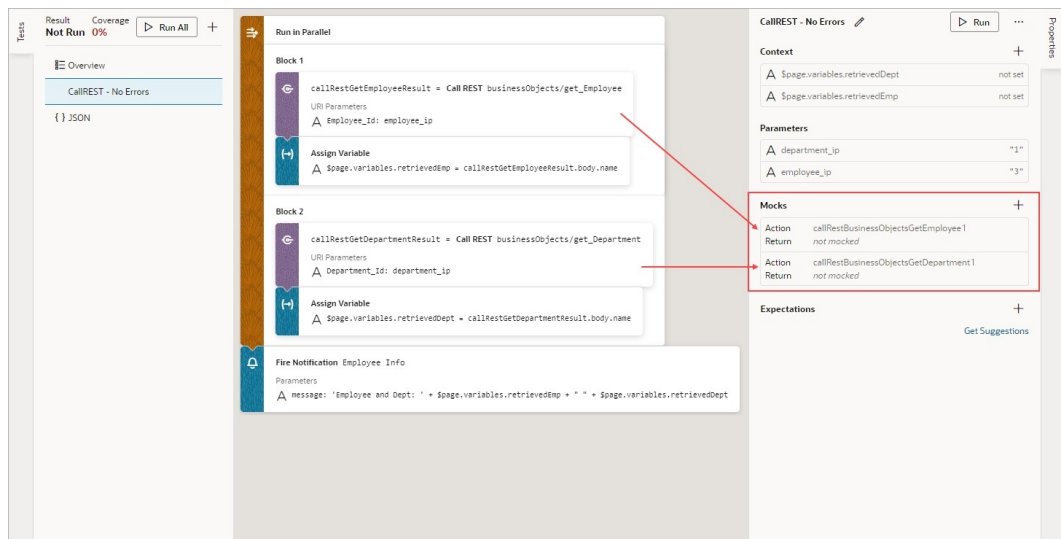 Tests
Result Coverage
Not Run 0%
Run All
Overview
CallREST - No Errors
{ } JSON
Run in Parallel
Block 1
callRestGetEmployeeResult = Call REST businessObjects/get_Employee
URI Parameters
A Employee_Id: employee_ip
Assign Variable
A $page.variables.retrievedEmp = callRestGetEmployeeResult.body.name
Block 2
callRestGetDepartmentResult = Call REST businessObjects/get_Department
URI Parameters
A Department_Id: department_ip
Assign Variable
A $page.variables.retrievedDept = callRestGetDepartmentResult.body.name
Fire Notification Employee Info
Parameters
A message: 'Employee and Dept: ' + $page.variables.retrievedEmp + " " + $page.variables.retrievedDept
CallREST - No Errors
Run
Context
A $page.variables.retrievedDept not set
A $page.variables.retrievedEmp not set
Parameters
A department_ip "1"
A employee_ip "3"
Mocks
Action callRestBusinessObjectsGetEmployee1
Return not mocked
Action callRestBusinessObjectsGetDepartment1
Return not mocked
Expectations
Get Suggestions
Properties